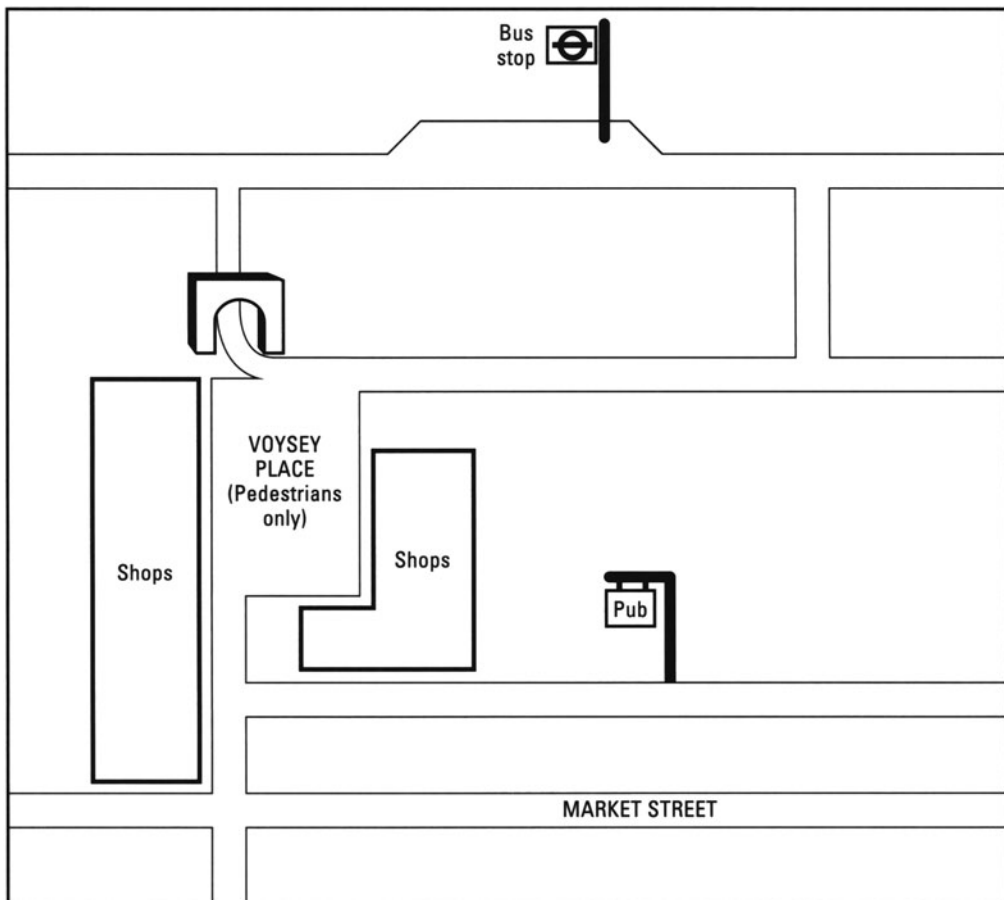 Bus
stop
VOYSEY
PLACE
(Pedestrians
only)
Shops
Shops
Pub
MARKET STREET